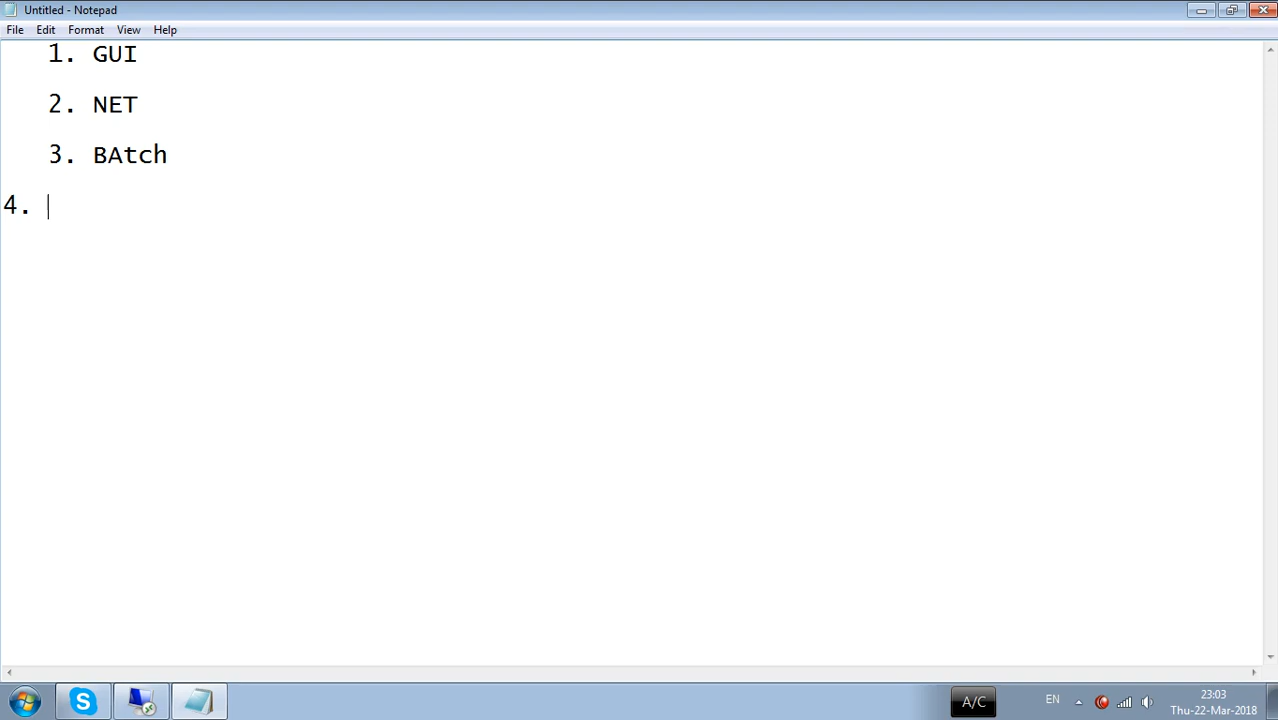 Untitled - Notepad
File Edit Format View Help
1. GUI
2. NET
3. BAtch
4.
A/C EN 23:03
Thu-22-Mar-2018